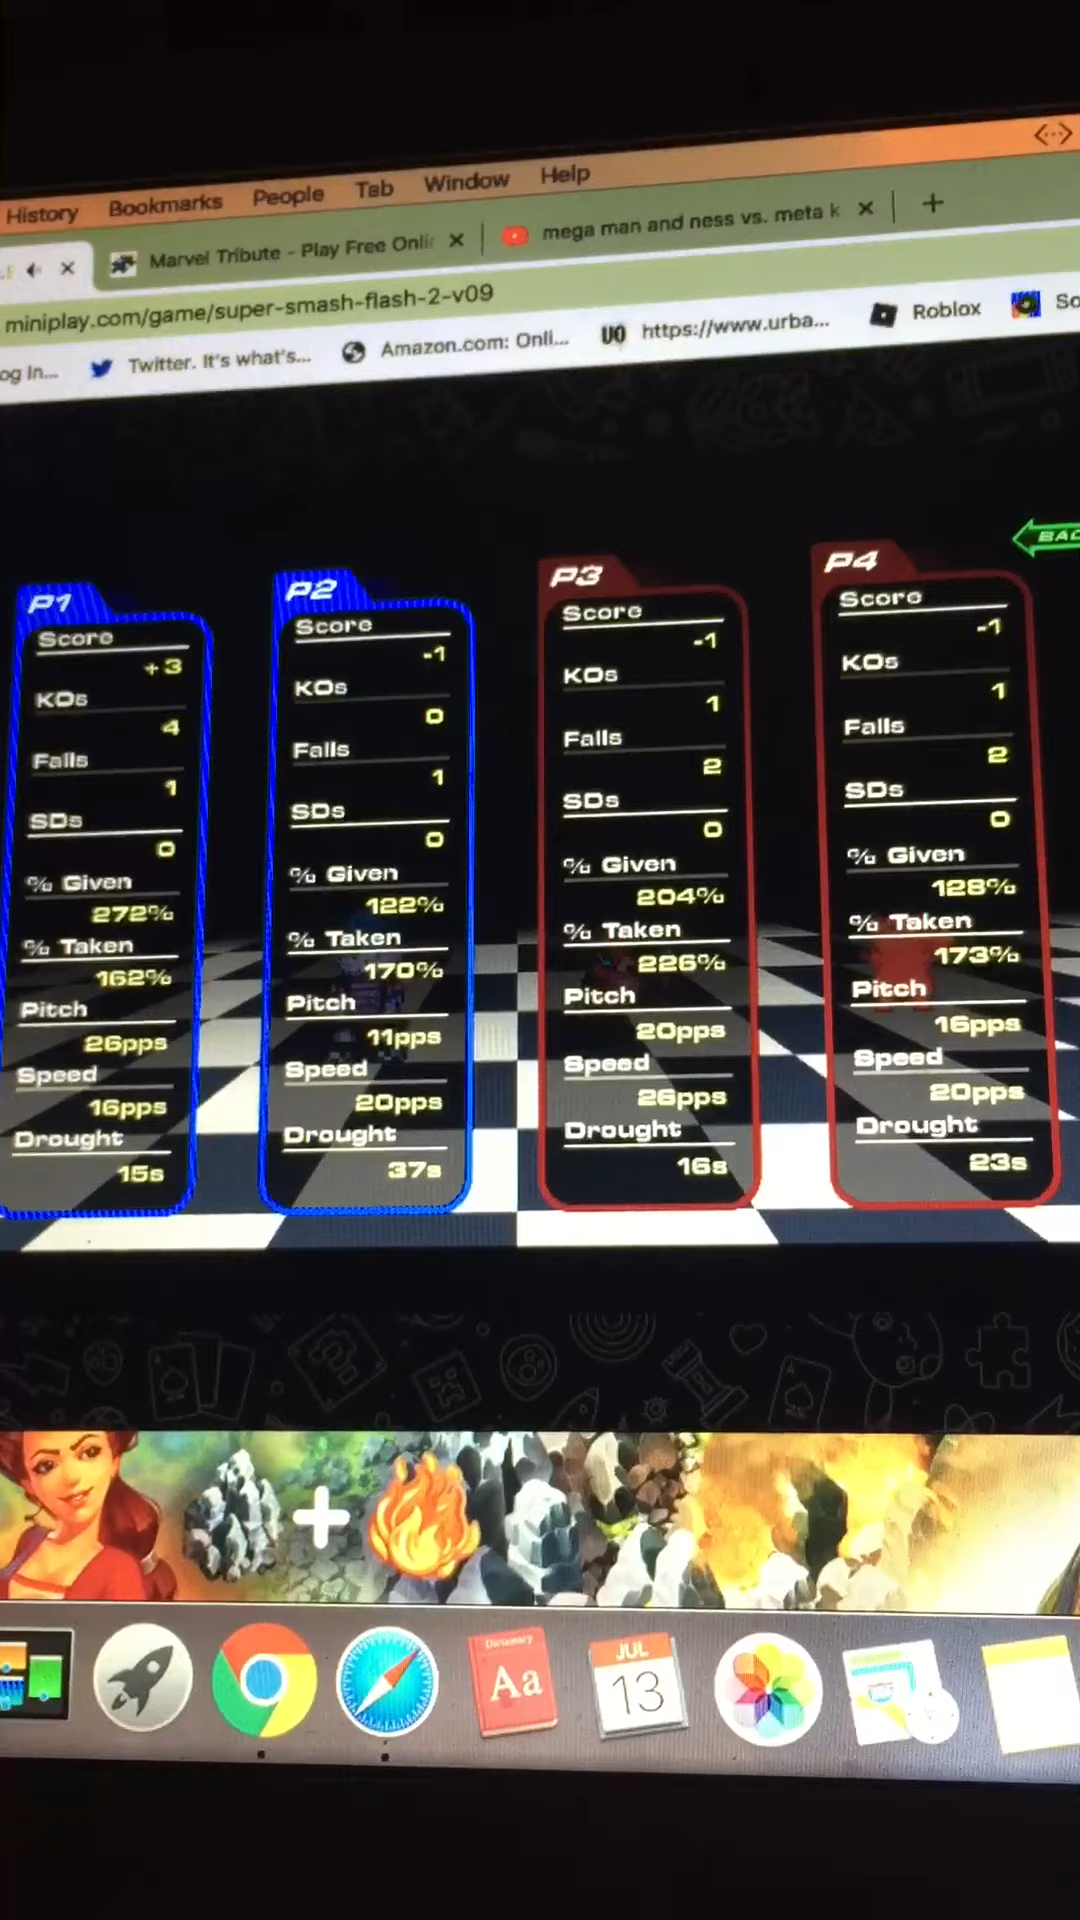 History Bookmarks People Tab Window Help
Marvel Tribute - Play Free Onli
mega man and ness vs. meta k
miniplay.com/game/super-smash-flash-2-v09
og In...
Twitter. It's what's...
Amazon.com: Onli...
UO https://www.urba...
Roblox
So
BAC
P1
Score
+3
KOs
4
Falls
1
SDs
0
% Given
272%
% Taken
162%
Pitch
26pps
Speed
16pps
Drought
15s
P2
Score
-1
KOs
0
Falls
1
SDs
0
% Given
122%
% Taken
170%
Pitch
11pps
Speed
20pps
Drought
37s
P3
Score
-1
KOs
1
Falls
2
SDs
0
% Given
204%
% Taken
226%
Pitch
20pps
Speed
26pps
Drought
16s
P4
Score
-1
KOs
1
Falls
2
SDs
0
% Given
128%
% Taken
173%
Pitch
16pps
Speed
20pps
Drought
23s
Dictionary
Aa
JUL
13